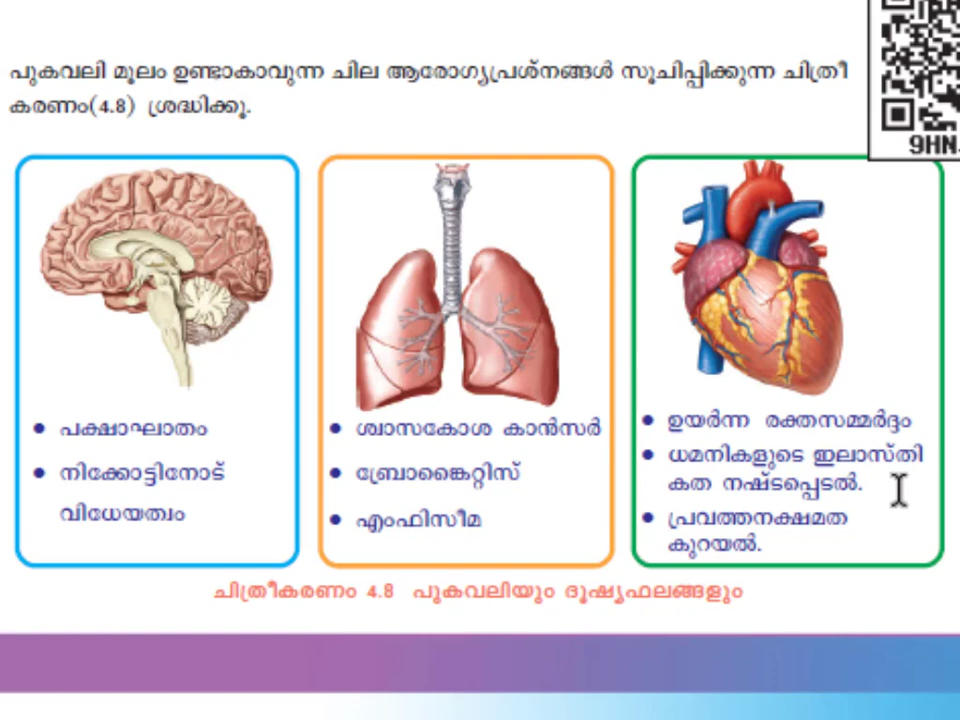 പുകവലി മൂലം ഉണ്ടാകാവുന്ന ചില ആരോഗ്യപ്രശ്നങ്ങൾ സൂചിപ്പിക്കുന്ന ചിത്രീ
കരണം(4.8) ശ്രദ്ധിക്കൂ.
9HN
• പക്ഷാഘാതം
• നിക്കോട്ടിനോട്
വിധേയത്വം
• ശ്വാസകോശ കാൻസർ
• ബ്രോങ്കൈറ്റിസ്
• എംഫിസീമ
• ഉയർന്ന രക്തസമ്മർദ്ദം
• ധമനികളുടെ ഇലാസ്തി
കത നഷ്ടപ്പെടൽ.
• പ്രവത്തനക്ഷമത
കുറയൽ.
ചിത്രീകരണം 4.8 പുകവലിയും ദൂഷ്യഫലങ്ങളും